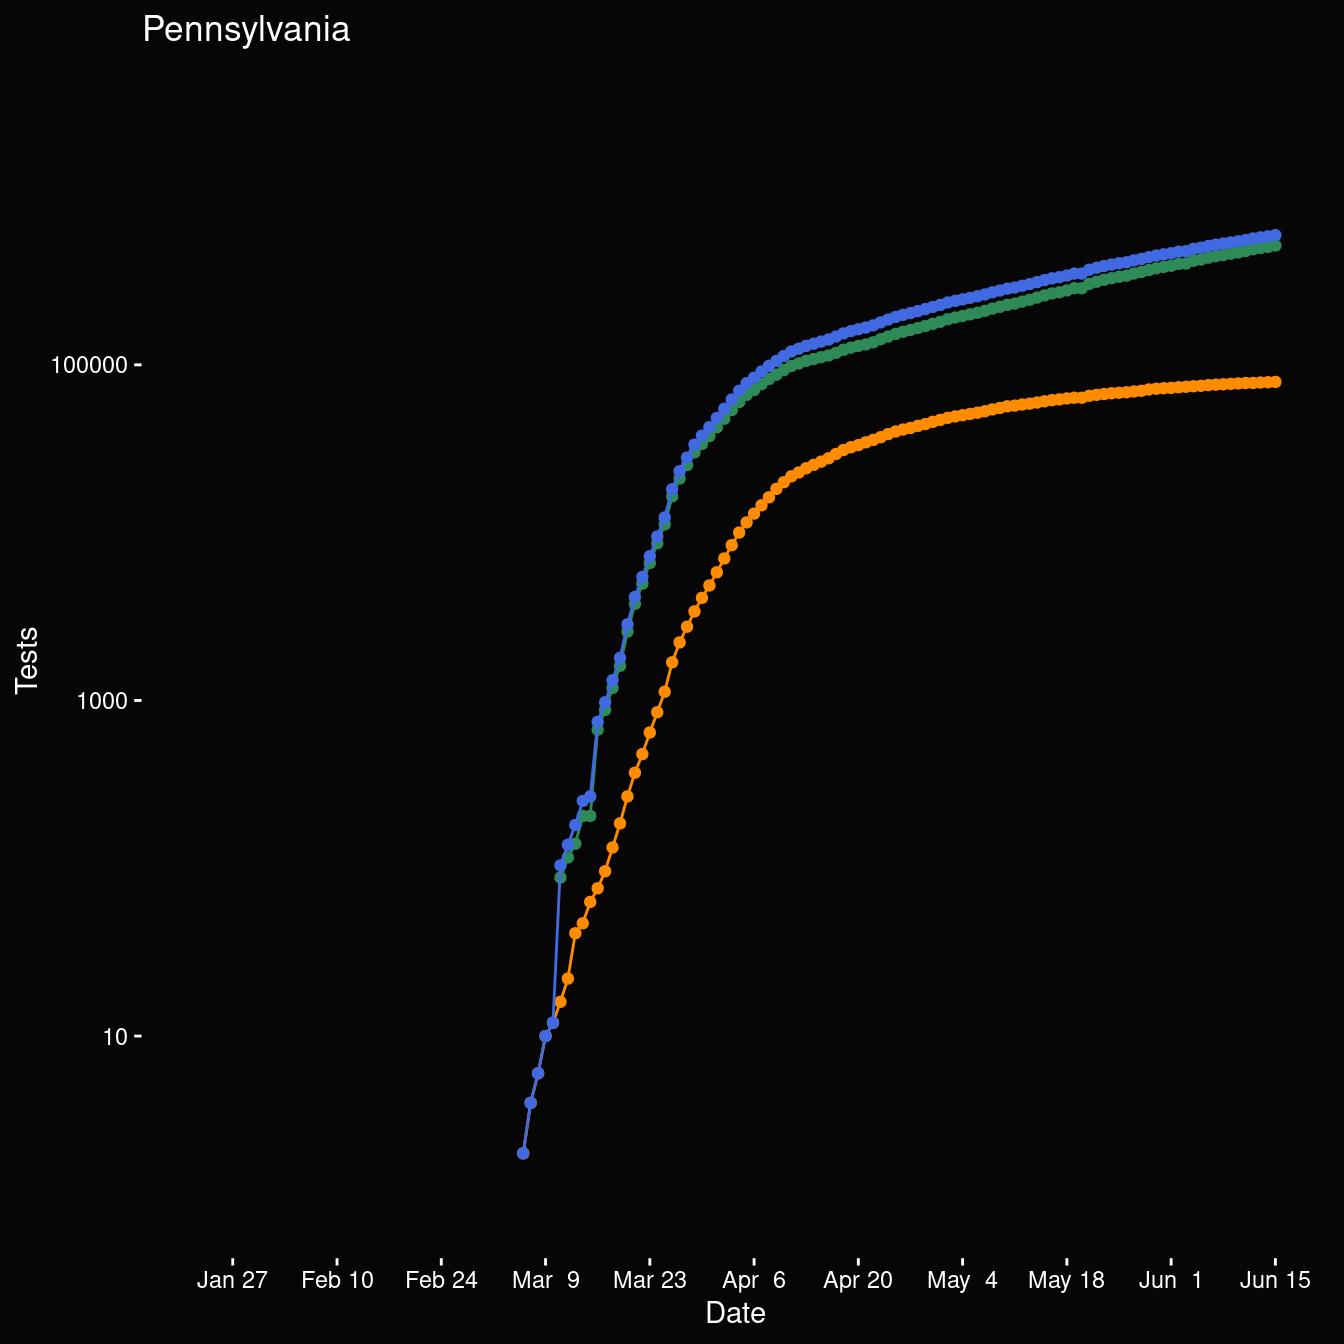 Pennsylvania
Tests
100000
1000
10
Jan 27
Feb 10
Feb 24
Mar  9
Mar 23
Apr  6
Apr 20
May  4
May 18
Jun  1
Jun 15
Date